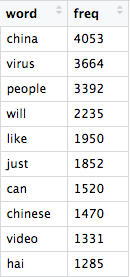 word freq
china 4053
virus 3664
people 3392
will 2235
like 1950
just 1852
can 1520
chinese 1470
video 1331
hai 1285